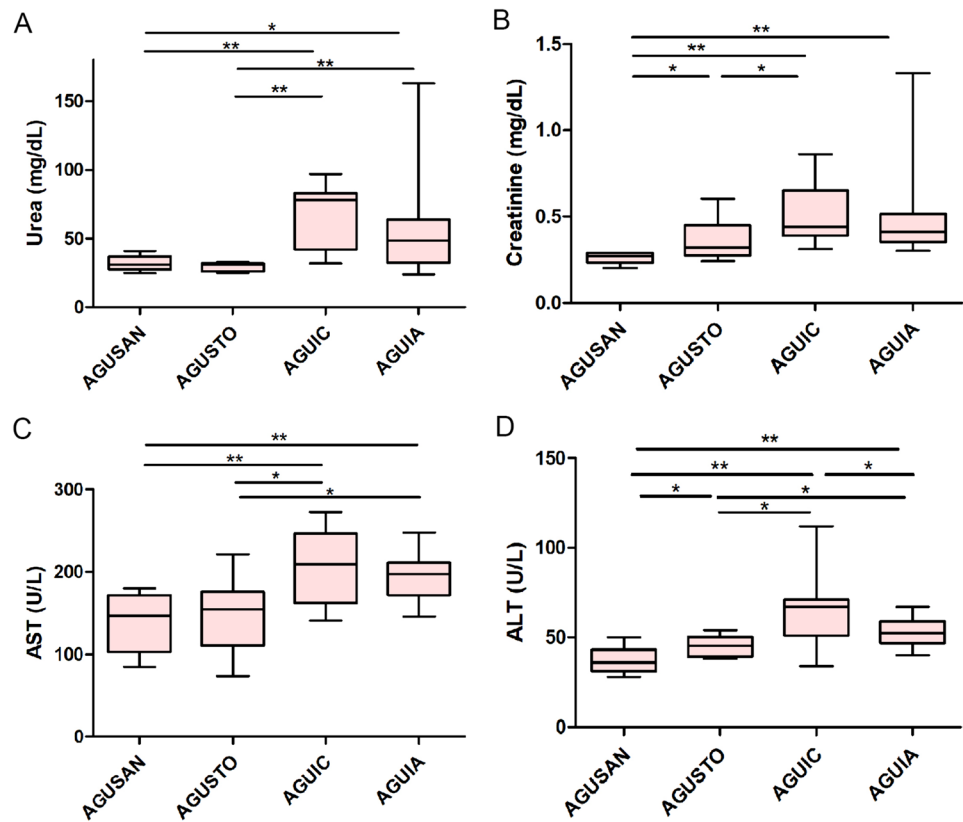 A
*
**
**
**
Urea (mg/dL)
150
100
50
0
AGUSAN
AGUSTO
AGUIC
AGUIA
B
**
**
*
*
Creatinine (mg/dL)
1.5
1.0
0.5
0.0
AGUSAN
AGUSTO
AGUIC
AGUIA
C
**
**
*
*
AST (U/L)
300
200
100
0
AGUSAN
AGUSTO
AGUIC
AGUIA
D
**
**
*
*
*
*
ALT (U/L)
150
100
50
0
AGUSAN
AGUSTO
AGUIC
AGUIA